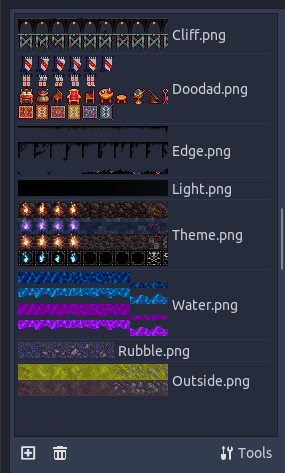 Cliff.png
Doodad.png
Edge.png
Light.png
Theme.png
Water.png
Rubble.png
Outside.png
Tools